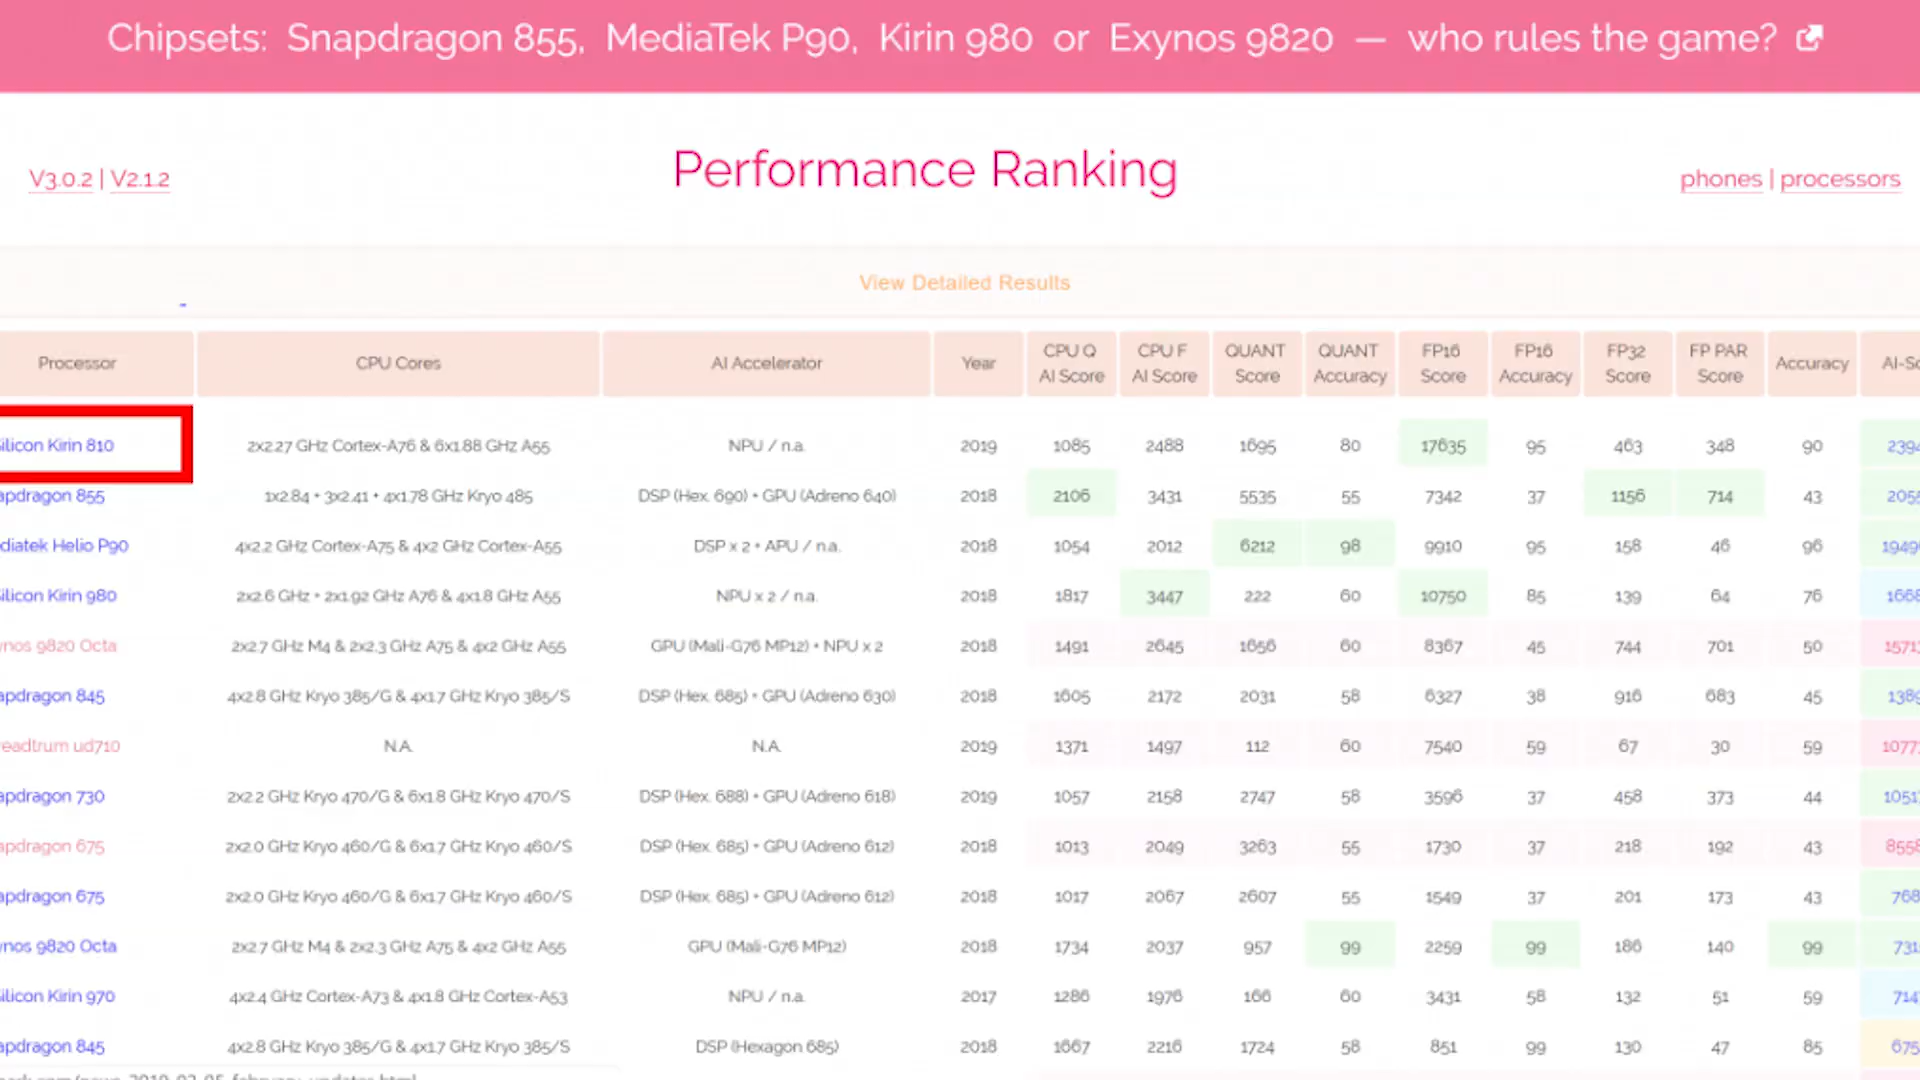 Chipsets: Snapdragon 855, MediaTek P90, Kirin 980 or Exynos 9820 — who rules the game?
V3.0.2 | V2.1.2
Performance Ranking
phones | processors
View Detailed Results
Processor CPU Cores AI Accelerator Year CPU Q AI Score CPU F AI Score QUANT Score QUANT Accuracy FP16 Score FP16 Accuracy FP32 Score FP PAR Score Accuracy AI-Sc
ilicon Kirin 810 2x2.27 GHz Cortex-A76 & 6x1.88 GHz A55 NPU / n.a. 2019 1085 2488 1695 80 17635 95 463 348 90 2394
apdragon 855 1x2.84 + 3x2.41 + 4x1.78 GHz Kryo 485 DSP (Hex. 690) + GPU (Adreno 640) 2018 2106 3431 5535 55 7342 37 1156 714 43 2055
diatek Helio P90 4x2.2 GHz Cortex-A75 & 4x2 GHz Cortex-A55 DSP x 2 + APU / n.a. 2018 1054 2012 6212 98 9910 95 158 46 96 1949
ilicon Kirin 980 2x2.6 GHz + 2x1.92 GHz A76 & 4x1.8 GHz A55 NPU x 2 / n.a. 2018 1817 3447 222 60 10750 85 139 64 76 1668
nos 9820 Octa 2x2.7 GHz M4 & 2x2.3 GHz A75 & 4x2 GHz A55 GPU (Mali-G76 MP12) + NPU x 2 2018 1491 2645 1656 60 8367 45 744 701 50 1571
apdragon 845 4x2.8 GHz Kryo 385/G & 4x1.7 GHz Kryo 385/S DSP (Hex. 685) + GPU (Adreno 630) 2018 1605 2172 2031 58 6327 38 916 683 45 1389
readtrum ud710 N.A. N.A. 2019 1371 1497 112 60 7540 59 67 30 59 1077
apdragon 730 2x2.2 GHz Kryo 470/G & 6x1.8 GHz Kryo 470/S DSP (Hex. 688) + GPU (Adreno 618) 2019 1057 2158 2747 58 3596 37 458 373 44 1051
apdragon 675 2x2.0 GHz Kryo 460/G & 6x1.7 GHz Kryo 460/S DSP (Hex. 685) + GPU (Adreno 612) 2018 1013 2049 3263 55 1730 37 218 192 43 8558
apdragon 675 2x2.0 GHz Kryo 460/G & 6x1.7 GHz Kryo 460/S DSP (Hex. 685) + GPU (Adreno 612) 2018 1017 2067 2607 55 1549 37 201 173 43 768
nos 9820 Octa 2x2.7 GHz M4 & 2x2.3 GHz A75 & 4x2 GHz A55 GPU (Mali-G76 MP12) 2018 1734 2037 957 99 2259 99 186 140 99 731
ilicon Kirin 970 4x2.4 GHz Cortex-A73 & 4x1.8 GHz Cortex-A53 NPU / n.a. 2017 1286 1976 166 60 3431 58 132 51 59 714
apdragon 845 4x2.8 GHz Kryo 385/G & 4x1.7 GHz Kryo 385/S DSP (Hexagon 685) 2018 1667 2216 1724 58 851 99 130 47 85 675